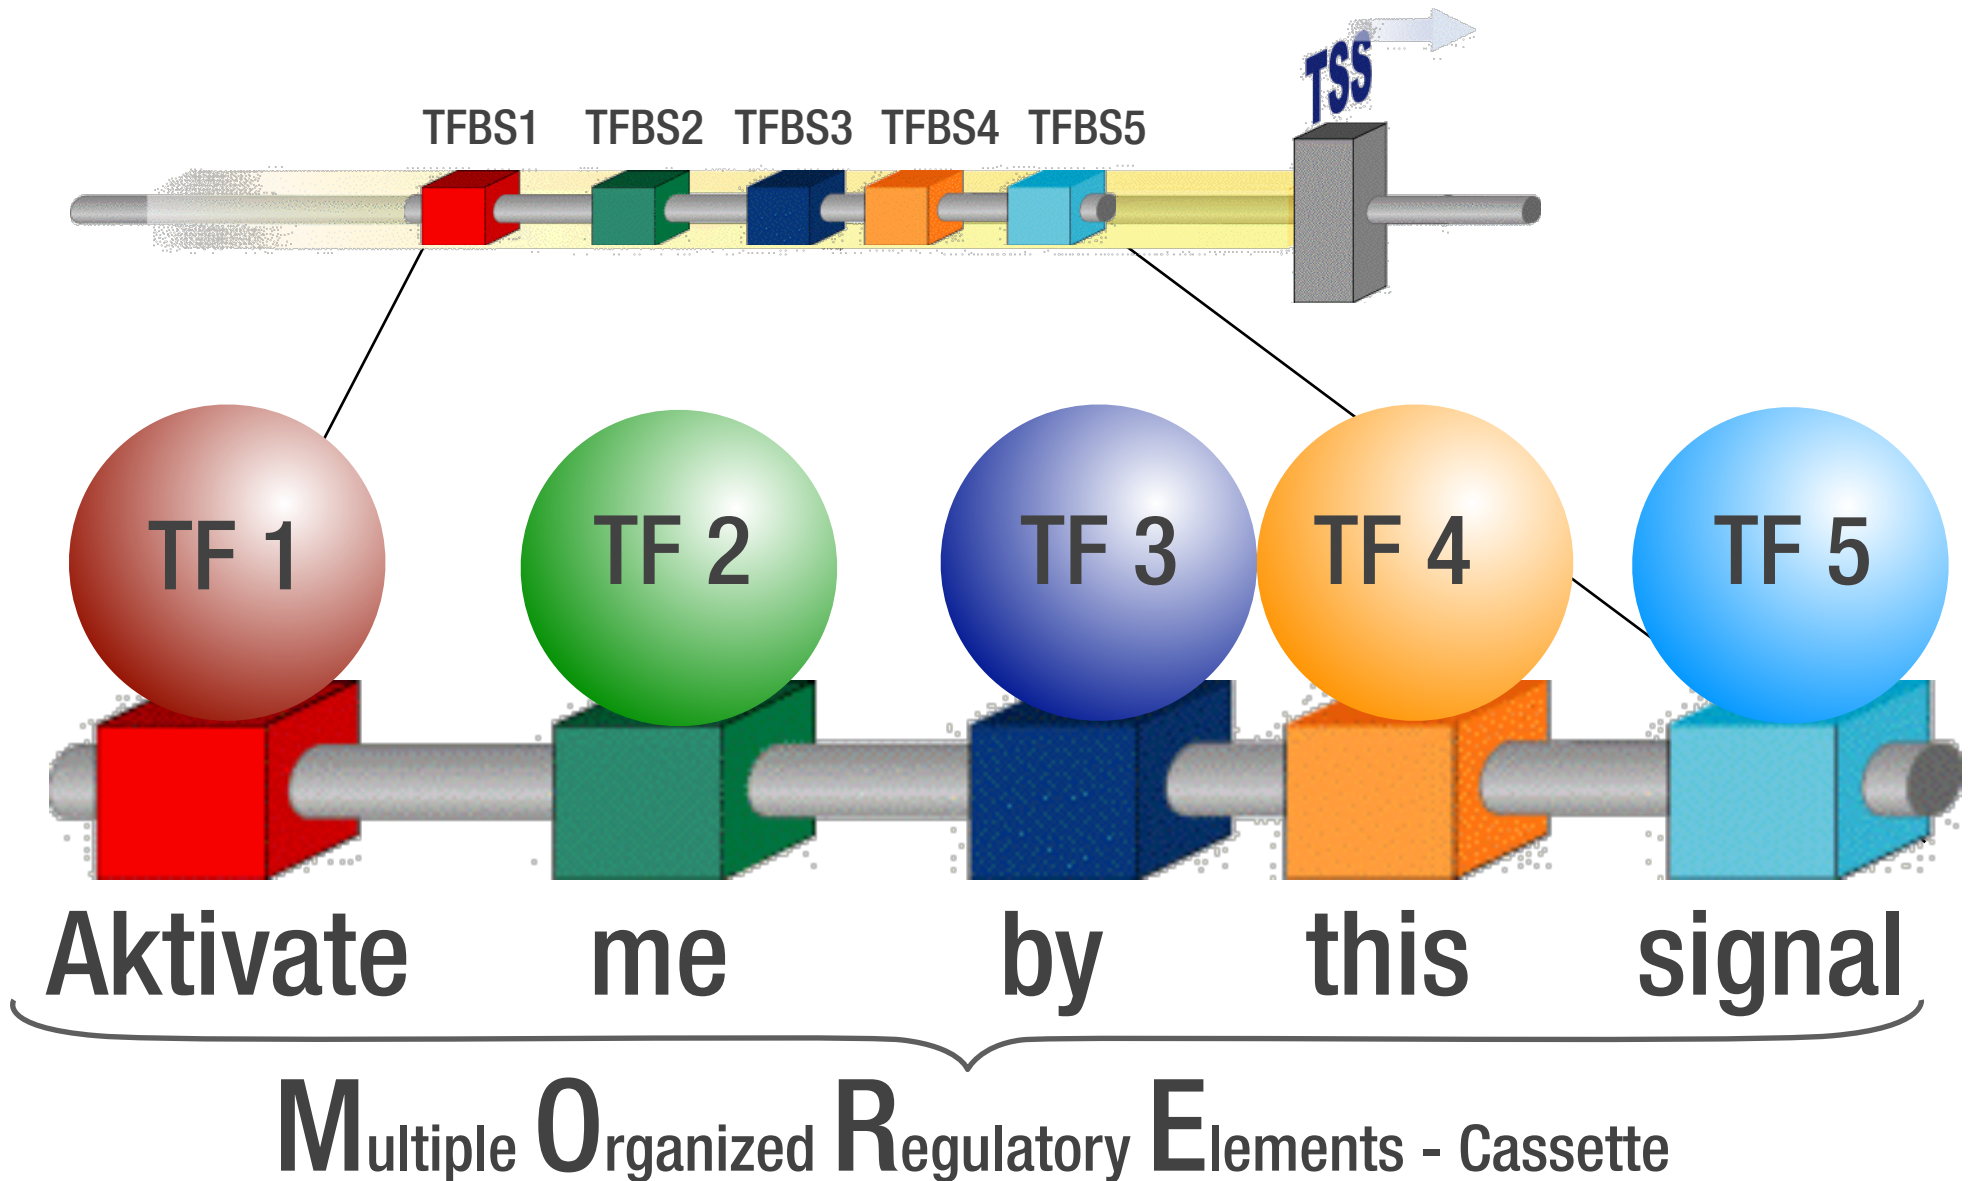 TSS
TFBS1 TFBS2 TFBS3 TFBS4 TFBS5
TF 1 TF 2 TF 3 TF 4 TF 5
Aktivate me by this signal
Multiple Organized Regulatory Elements - Cassette